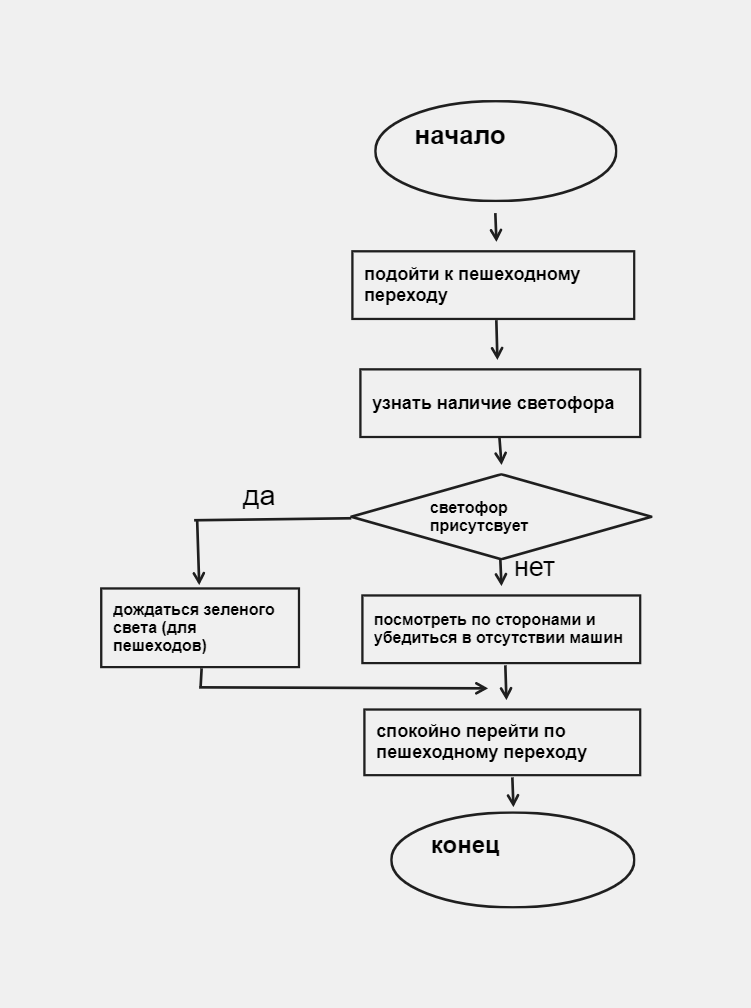 начало
подойти к пешеходному
переходу
узнать наличие светофора
да
светофор
присутсвует
нет
дождаться зеленого
света (для
пешеходов)
посмотреть по сторонами и
убедиться в отсутствии машин
спокойно перейти по
пешеходному переходу
конец